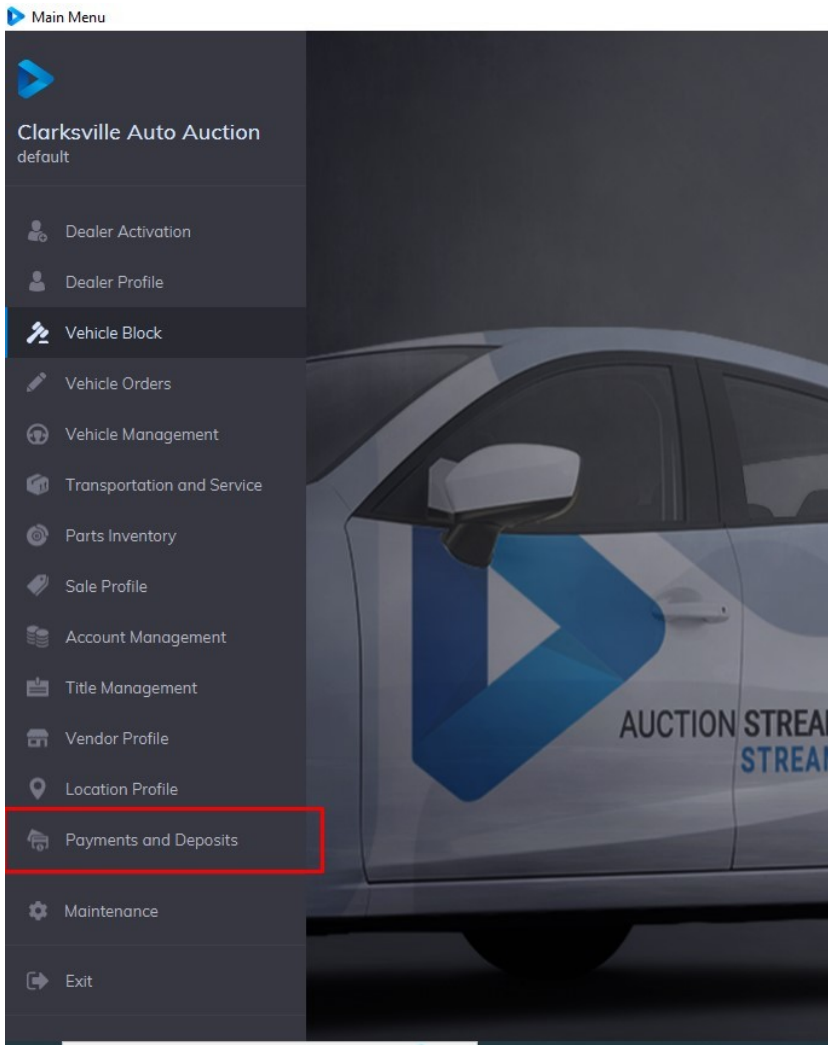 Main Menu
Clarksville Auto Auction
default
Dealer Activation
Dealer Profile
Vehicle Block
Vehicle Orders
Vehicle Management
Transportation and Service
Parts Inventory
Sale Profile
Account Management
Title Management
Vendor Profile
Location Profile
Payments and Deposits
Maintenance
Exit
AUCTION STREA
STREA